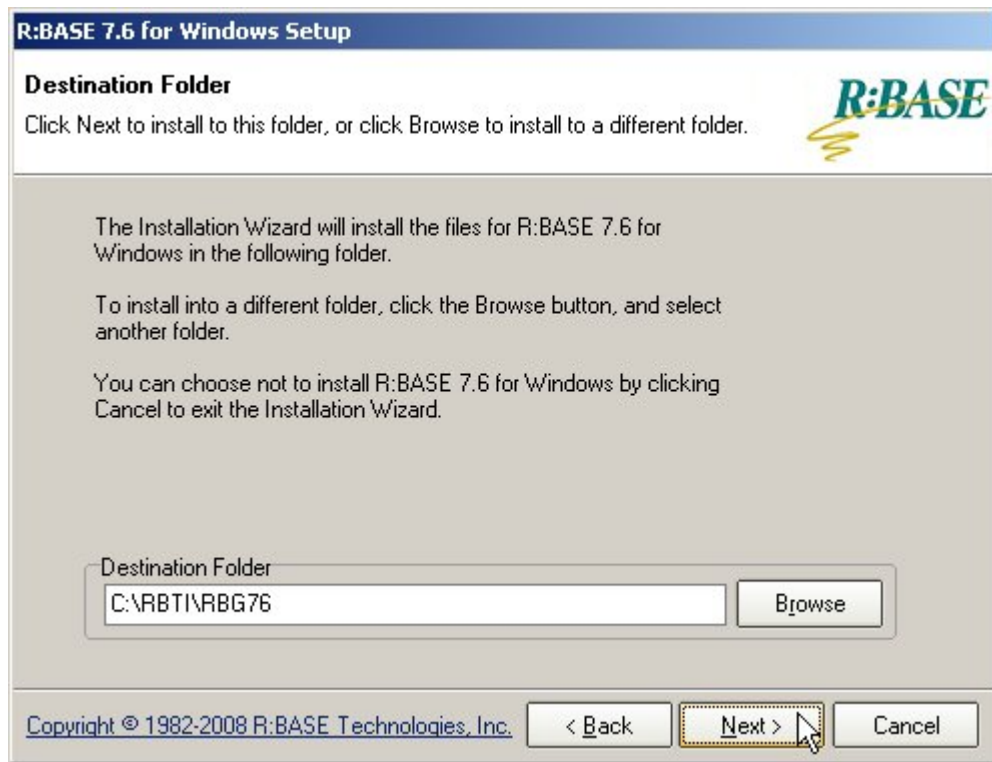 R:BASE 7.6 for Windows Setup
Destination Folder
Click Next to install to this folder, or click Browse to install to a different folder.
R:BASE
The Installation Wizard will install the files for R:BASE 7.6 for
Windows in the following folder.
To install into a different folder, click the Browse button, and select
another folder.
You can choose not to install R:BASE 7.6 for Windows by clicking
Cancel to exit the Installation Wizard.
Destination Folder
C:\RBTI\RBG76
Browse
Copyright © 1982-2008 R:BASE Technologies, Inc.
< Back
Next >
Cancel